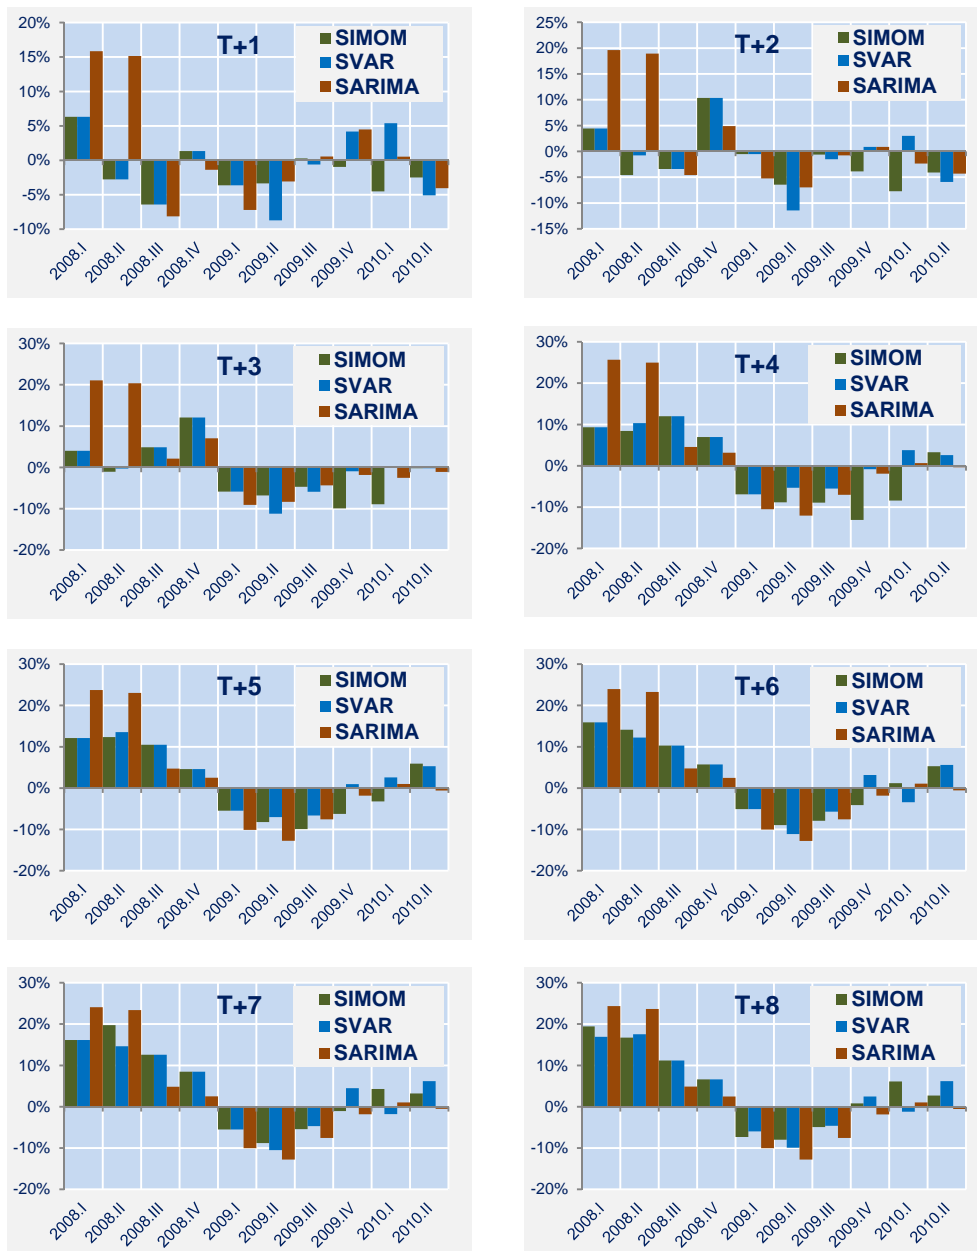 T+1
SIMOM
SVAR
SARIMA
20%
15%
10%
5%
0%
-5%
-10%
2008.I
2008.II
2008.III
2008.IV
2009.I
2009.II
2009.III
2009.IV
2010.I
2010.II
T+2
SIMOM
SVAR
SARIMA
25%
20%
15%
10%
5%
0%
-5%
-10%
-15%
2008.I
2008.II
2008.III
2008.IV
2009.I
2009.II
2009.III
2009.IV
2010.I
2010.II
T+3
SIMOM
SVAR
SARIMA
30%
20%
10%
0%
-10%
-20%
2008.I
2008.II
2008.III
2008.IV
2009.I
2009.II
2009.III
2009.IV
2010.I
2010.II
T+4
SIMOM
SVAR
SARIMA
30%
20%
10%
0%
-10%
-20%
2008.I
2008.II
2008.III
2008.IV
2009.I
2009.II
2009.III
2009.IV
2010.I
2010.II
T+5
SIMOM
SVAR
SARIMA
30%
20%
10%
0%
-10%
-20%
2008.I
2008.II
2008.III
2008.IV
2009.I
2009.II
2009.III
2009.IV
2010.I
2010.II
T+6
SIMOM
SVAR
SARIMA
30%
20%
10%
0%
-10%
-20%
2008.I
2008.II
2008.III
2008.IV
2009.I
2009.II
2009.III
2009.IV
2010.I
2010.II
T+7
SIMOM
SVAR
SARIMA
30%
20%
10%
0%
-10%
-20%
2008.I
2008.II
2008.III
2008.IV
2009.I
2009.II
2009.III
2009.IV
2010.I
2010.II
T+8
SIMOM
SVAR
SARIMA
30%
20%
10%
0%
-10%
-20%
2008.I
2008.II
2008.III
2008.IV
2009.I
2009.II
2009.III
2009.IV
2010.I
2010.II